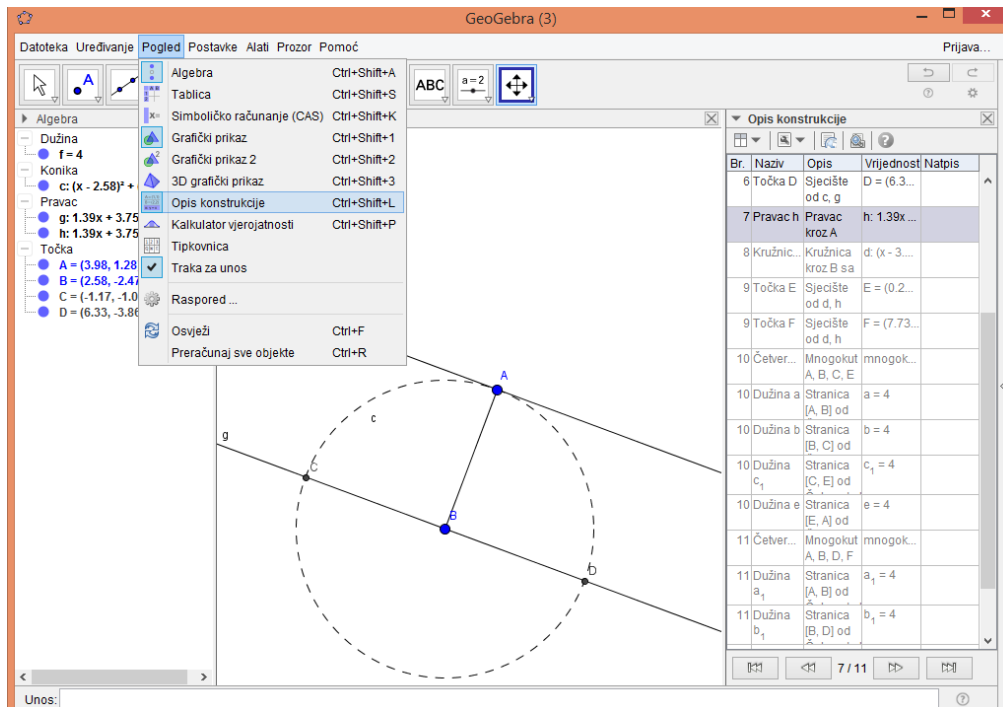 GeoGebra (3)
Datoteka Uređivanje Pogled Postavke Alati Prozor Pomoć Prijava...
A
ABC
a=2
Algebra
Dužina
f = 4
Konika
c: (x - 2.58)² +
Pravac
g: 1.39x + 3.75
h: 1.39x + 3.75
Točka
A = (3.98, 1.28
B = (2.58, -2.47
C = (-1.17, -1.0
D = (6.33, -3.86
Algebra Ctrl+Shift+A
Tablica Ctrl+Shift+S
Simboličko računanje (CAS) Ctrl+Shift+K
Grafički prikaz Ctrl+Shift+1
Grafički prikaz 2 Ctrl+Shift+2
3D grafički prikaz Ctrl+Shift+3
Opis konstrukcije Ctrl+Shift+L
Kalkulator vjerojatnosti Ctrl+Shift+P
Tipkovnica
Traka za unos
Raspored ...
Osvježi Ctrl+F
Preračunaj sve objekte Ctrl+R
A
c
g
C
B
D
Opis konstrukcije
Br. Naziv Opis Vrijednost Natpis
6 Točka D Sjecište D = (6.3...
od c, g
7 Pravac h Pravac h: 1.39x ...
kroz A
8 Kružnic... Kružnica d: (x - 3....
kroz B sa
9 Točka E Sjecište E = (0.2...
od d, h
9 Točka F Sjecište F = (7.73...
od d, h
10 Četver... Mnogokut mnogok...
A, B, C, E
10 Dužina a Stranica a = 4
[A, B] od
10 Dužina b Stranica b = 4
[B, C] od
10 Dužina Stranica c₁ = 4
c₁ [C, E] od
10 Dužina e Stranica e = 4
[E, A] od
11 Četver... Mnogokut mnogok...
A, B, D, F
11 Dužina Stranica a₁ = 4
a₁ [A, B] od
11 Dužina Stranica b₁ = 4
b₁ [B, D] od
7 / 11
Unos: